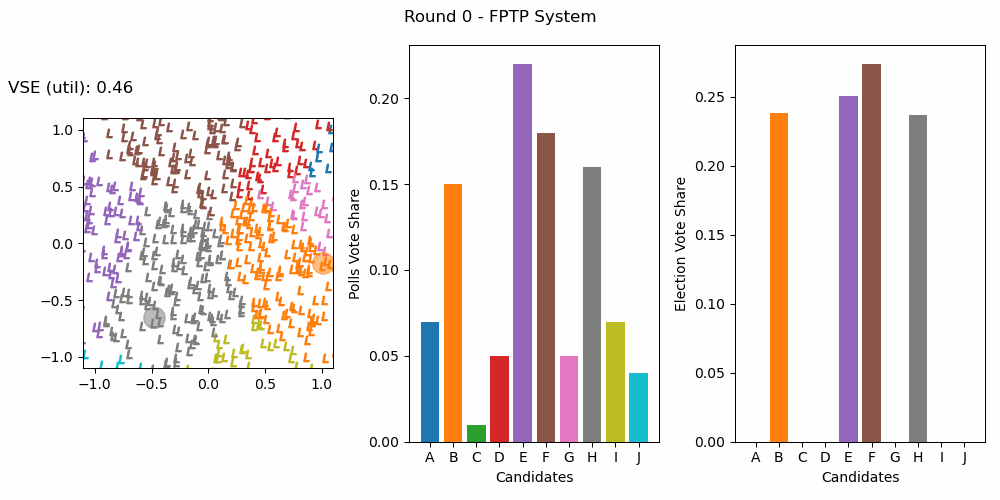 Round 0 - FPTP System
VSE (util): 0.46
1.0
0.5
0.0
−0.5
−1.0
−1.0 −0.5 0.0 0.5 1.0
Polls Vote Share
0.20
0.15
0.10
0.05
0.00
A B C D E F G H I J
Candidates
Election Vote Share
0.25
0.20
0.15
0.10
0.05
0.00
A B C D E F G H I J
Candidates